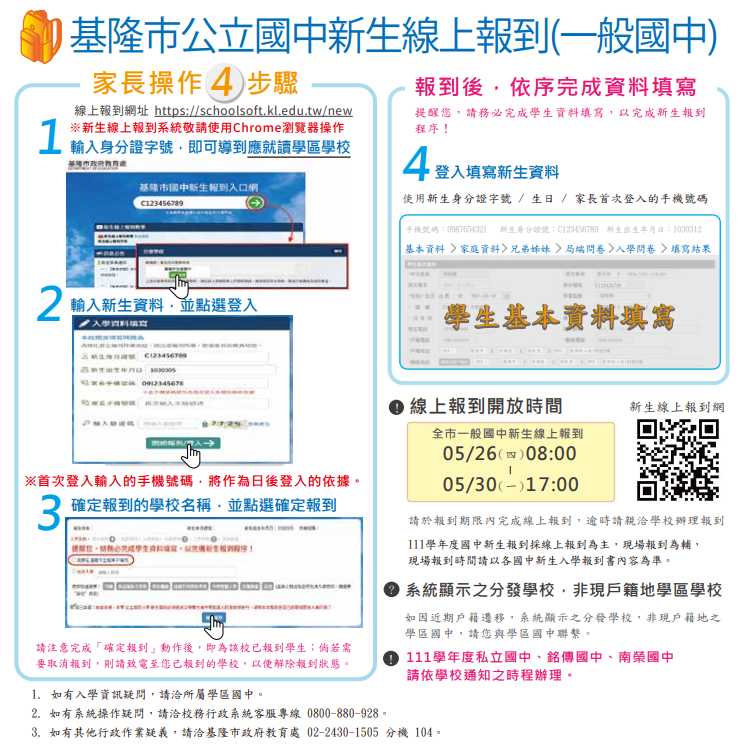 基隆市公立國中新生線上報到(一般國中)
家長操作4步驟
線上報到網址 https://schoolsoft.kl.edu.tw/new
※新生線上報到系統敬請使用Chrome瀏覽器操作
1 輸入身分證字號，即可導到應就讀學區學校
基隆市政府教育處
DEPARTMENT OF EDUCATION
基隆市國中新生報到入口網
C123456789
分發學校
2 輸入新生資料，並點選登入
入學資料填寫
新生身分證號 C123456789
新生出生年月日 1030305
家長手機號碼 0912345678
再次輸入手機號碼
輸入驗證碼
開始報到/登入
※首次登入輸入的手機號碼，將作為日後登入的依據。
3 確定報到的學校名稱，並點選確定報到
提醒您，請務必完成學生資料填寫，以完備新生報到程序！
請注意完成「確定報到」動作後，即為該校已報到學生；倘若需
要取消報到，則請致電至您已報到的學校，以便解除報到狀態。
報到後，依序完成資料填寫
提醒您，請務必完成學生資料填寫，以完成新生報到
程序！
4 登入填寫新生資料
使用新生身分證字號 / 生日 / 家長首次登入的手機號碼
手機號碼：0987654321 新生身分證號：C123456789 新生出生年月日：1030312
基本資料 > 家庭資料 > 兄弟姊妹 > 局端問卷 > 入學問卷 > 填寫結果
C123456789
學生基本資料填寫
! 線上報到開放時間
新生線上報到網
全市一般國中新生線上報到
05/26(四)08:00
|
05/30(一)17:00
請於報到期限內完成線上報到，逾時請親洽學校辦理報到
111學年度國中新生報到採線上報到為主，現場報到為輔，
現場報到時間請以各國中新生入學報到書內容為準。
? 系統顯示之分發學校，非現戶籍地學區學校
如因近期戶籍遷移，系統顯示之分發學校，非現戶籍地之
學區國中，請您與學區國中聯繫。
! 111學年度私立國中、銘傳國中、南榮國中
請依學校通知之時程辦理。
1. 如有入學資訊疑問，請洽所屬學區國中。
2. 如有系統操作疑問，請洽校務行政系統客服專線 0800-880-928。
3. 如有其他行政作業疑義，請洽基隆市政府教育處 02-2430-1505 分機 104。